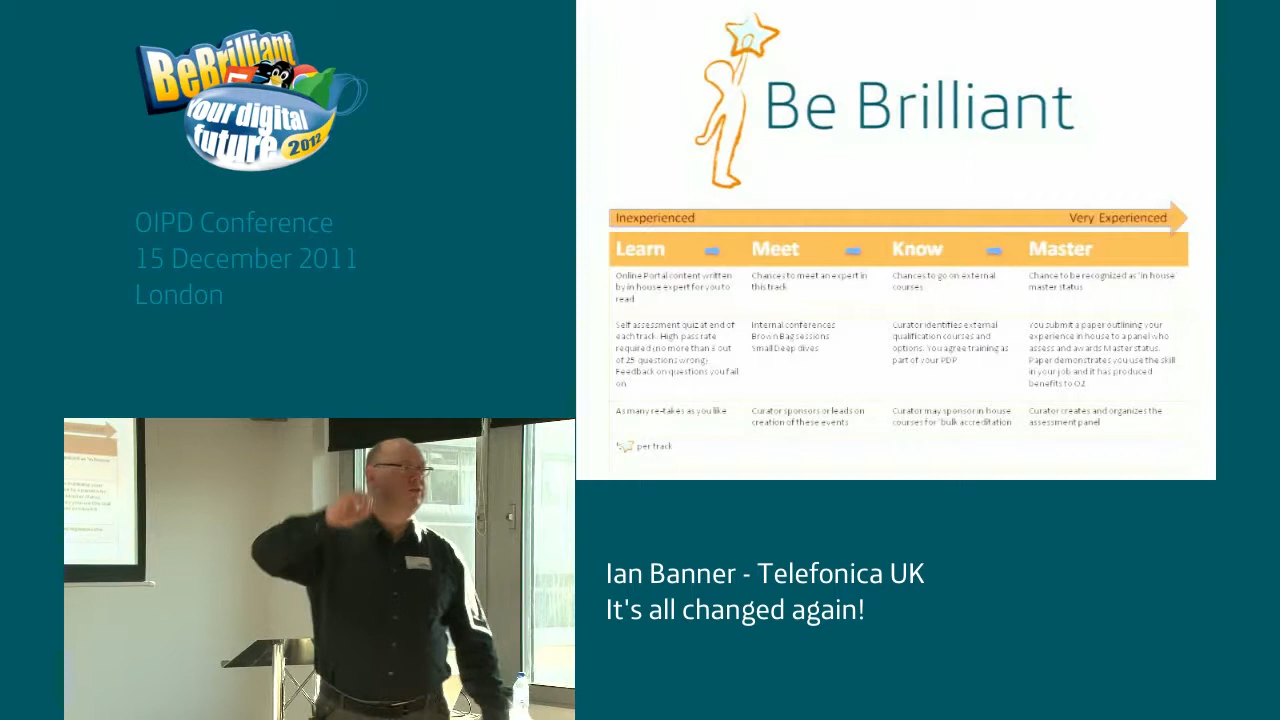 BeBrilliant
Your digital
future
2012
OIPD Conference
15 December 2011
London
Be Brilliant
Inexperienced
Very Experienced
Learn
Meet
Know
Master
Online Portal content written
by in house expert for you to
read
Chances to meet an expert in
this track
Chances to go on external
courses
Chance to be recognized as 'in house'
master status
Self assessment quiz at end of
each track. High pass rate
required (no more than 3 out
of 25 questions wrong)
Feedback on questions you fail
on
Internal conferences
Brown Bag sessions
Small Deep dives
Curator identifies external
qualification courses and
options. You agree training as
part of your PDP
You submit a paper outlining your
experience in house to a panel who
assess and awards Master status.
Paper demonstrates you use the skill
in your job and it has produced
benefits to O2
As many re-takes as you like
Curator sponsors or leads on
creation of these events
Curator may sponsor in house
courses for 'bulk accreditation
Curator creates and organizes the
assessment panel
per track
Ian Banner - Telefonica UK
It's all changed again!